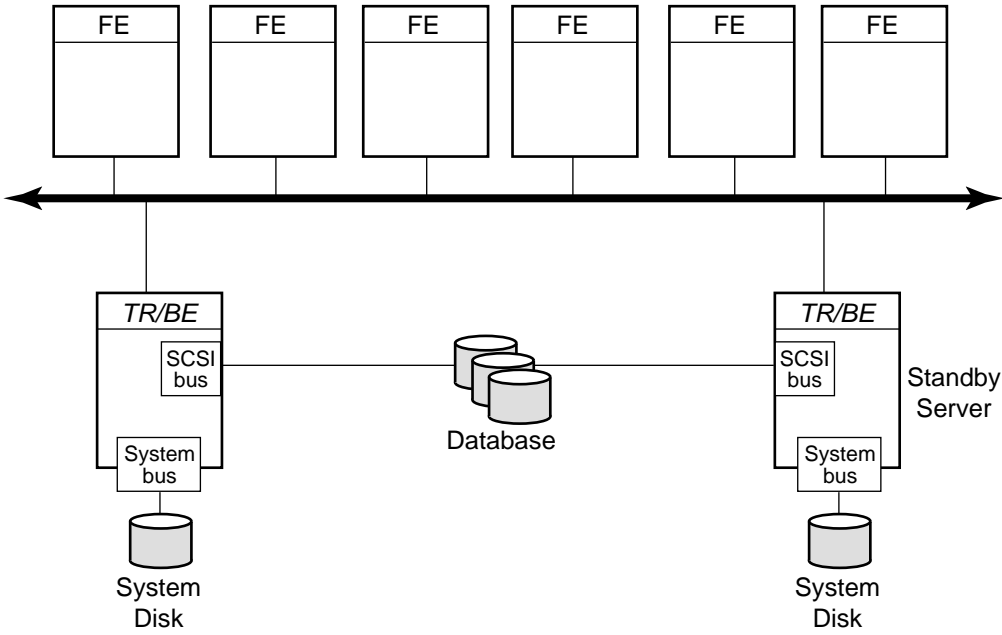 FE
FE
FE
FE
FE
FE
TR/BE
TR/BE
SCSI
bus
SCSI
bus
Standby
Server
Database
System
bus
System
bus
System
Disk
System
Disk